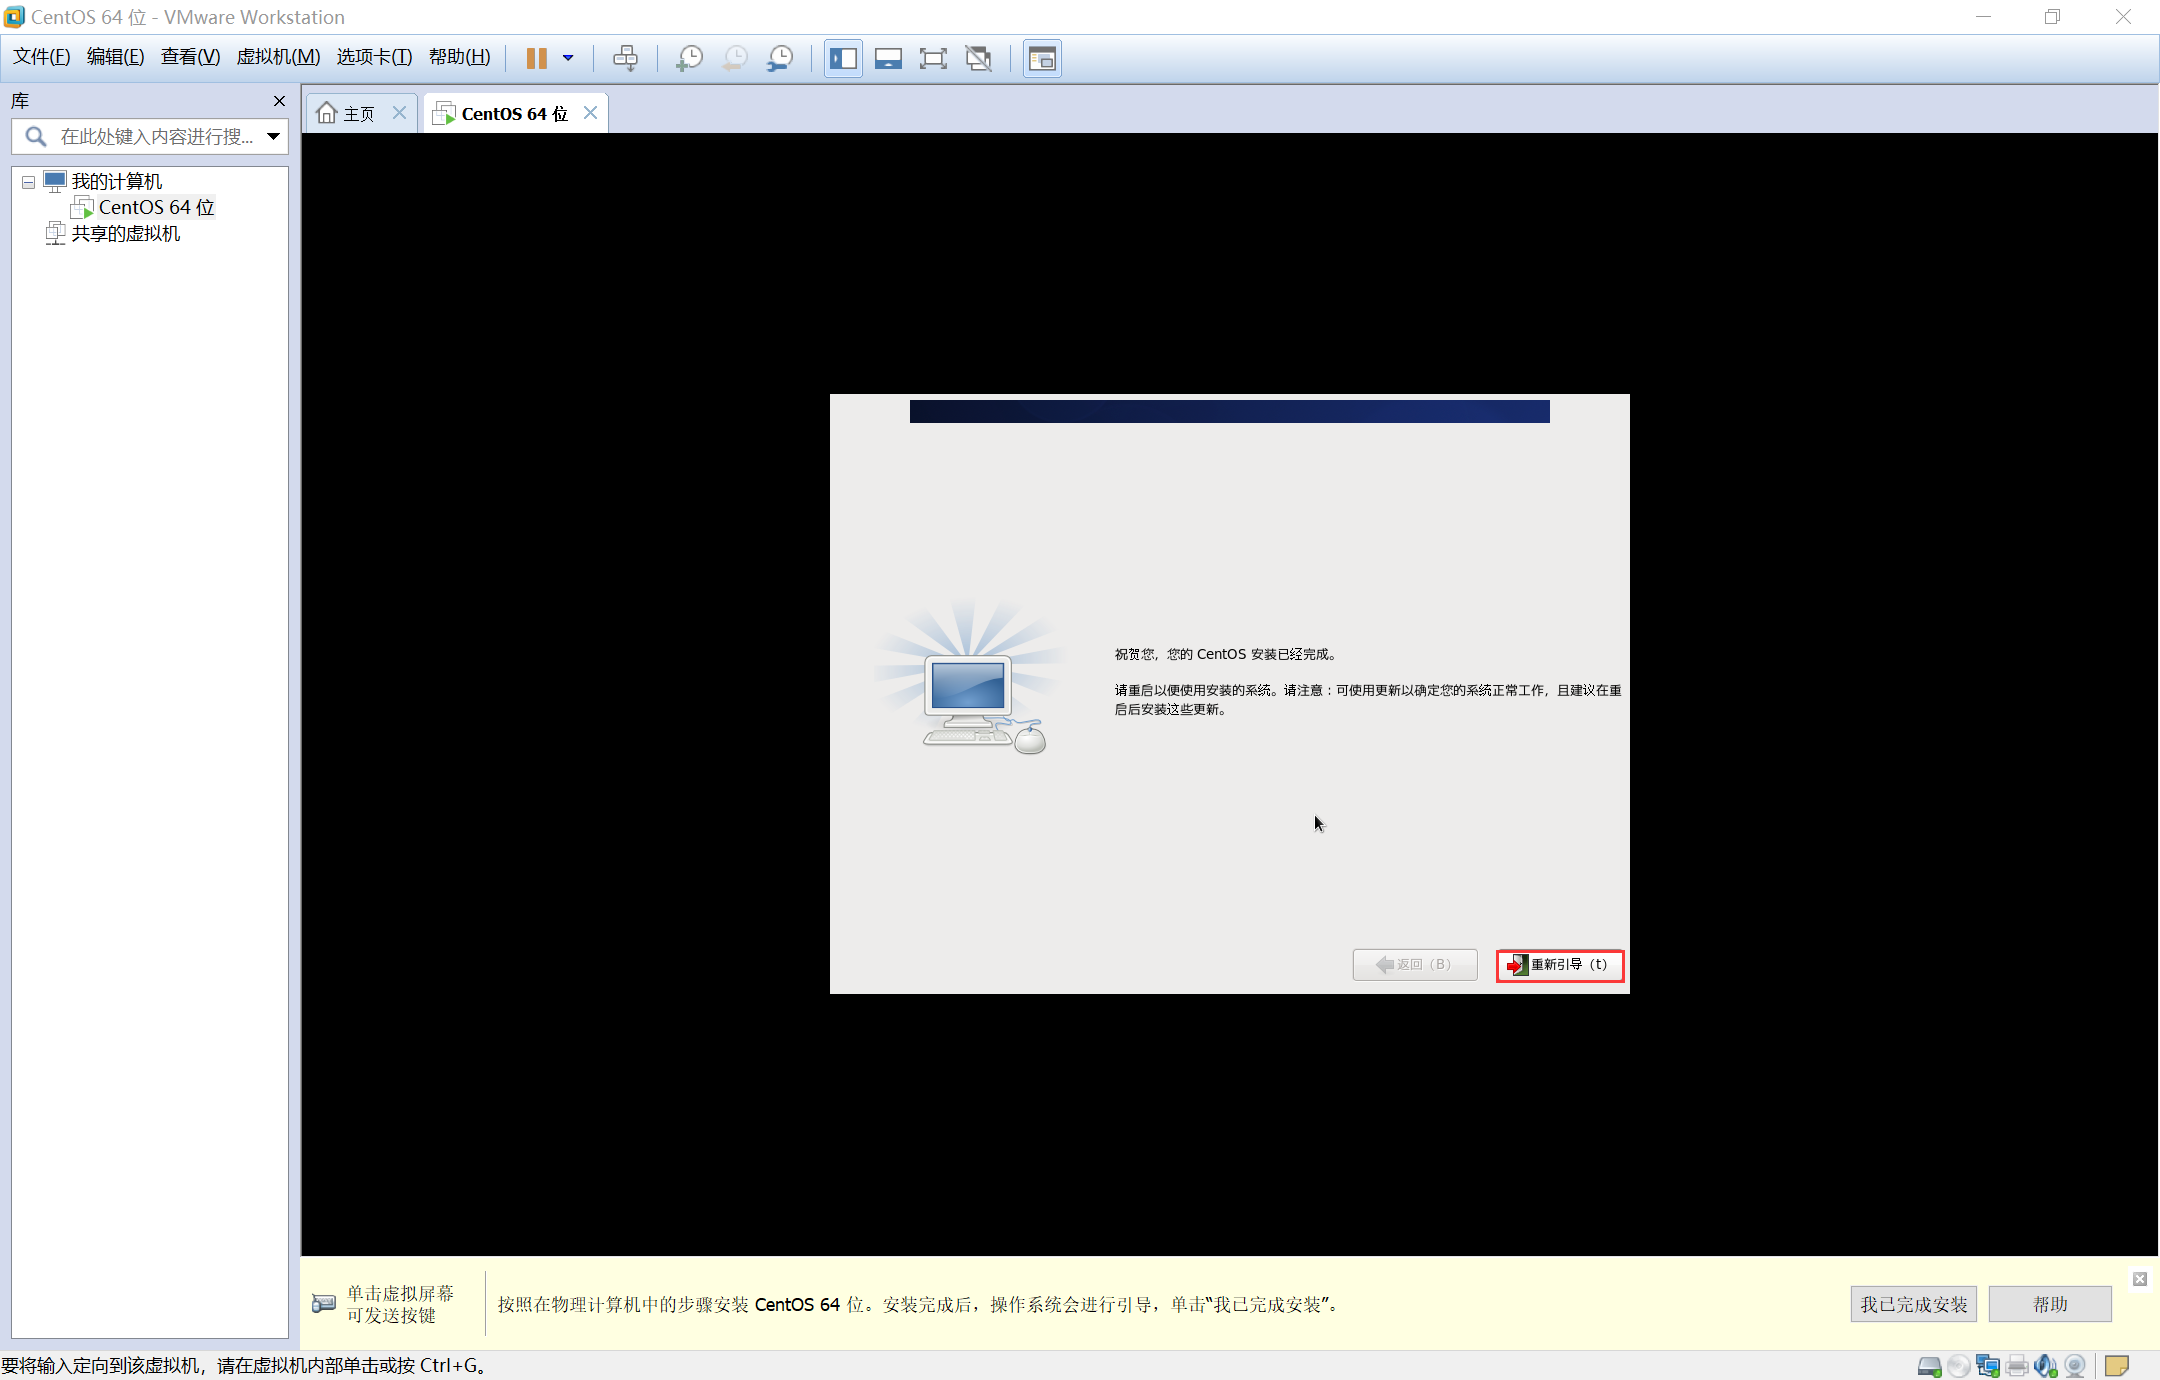 CentOS 64 位 - VMware Workstation
文件(F) 编辑(E) 查看(V) 虚拟机(M) 选项卡(T) 帮助(H)
库
在此处键入内容进行搜...
我的计算机
CentOS 64 位
共享的虚拟机
主页
CentOS 64 位
祝贺您，您的 CentOS 安装已经完成。
请重启以便使用安装的系统。请注意：可使用更新以确定您的系统正常工作，且建议在重
启后安装这些更新。
返回（B）
重新引导（t）
单击虚拟屏幕
可发送按键
按照在物理计算机中的步骤安装 CentOS 64 位。安装完成后，操作系统会进行引导，单击“我已完成安装”。
我已完成安装
帮助
要将输入定向到该虚拟机，请在虚拟机内部单击或按 Ctrl+G。